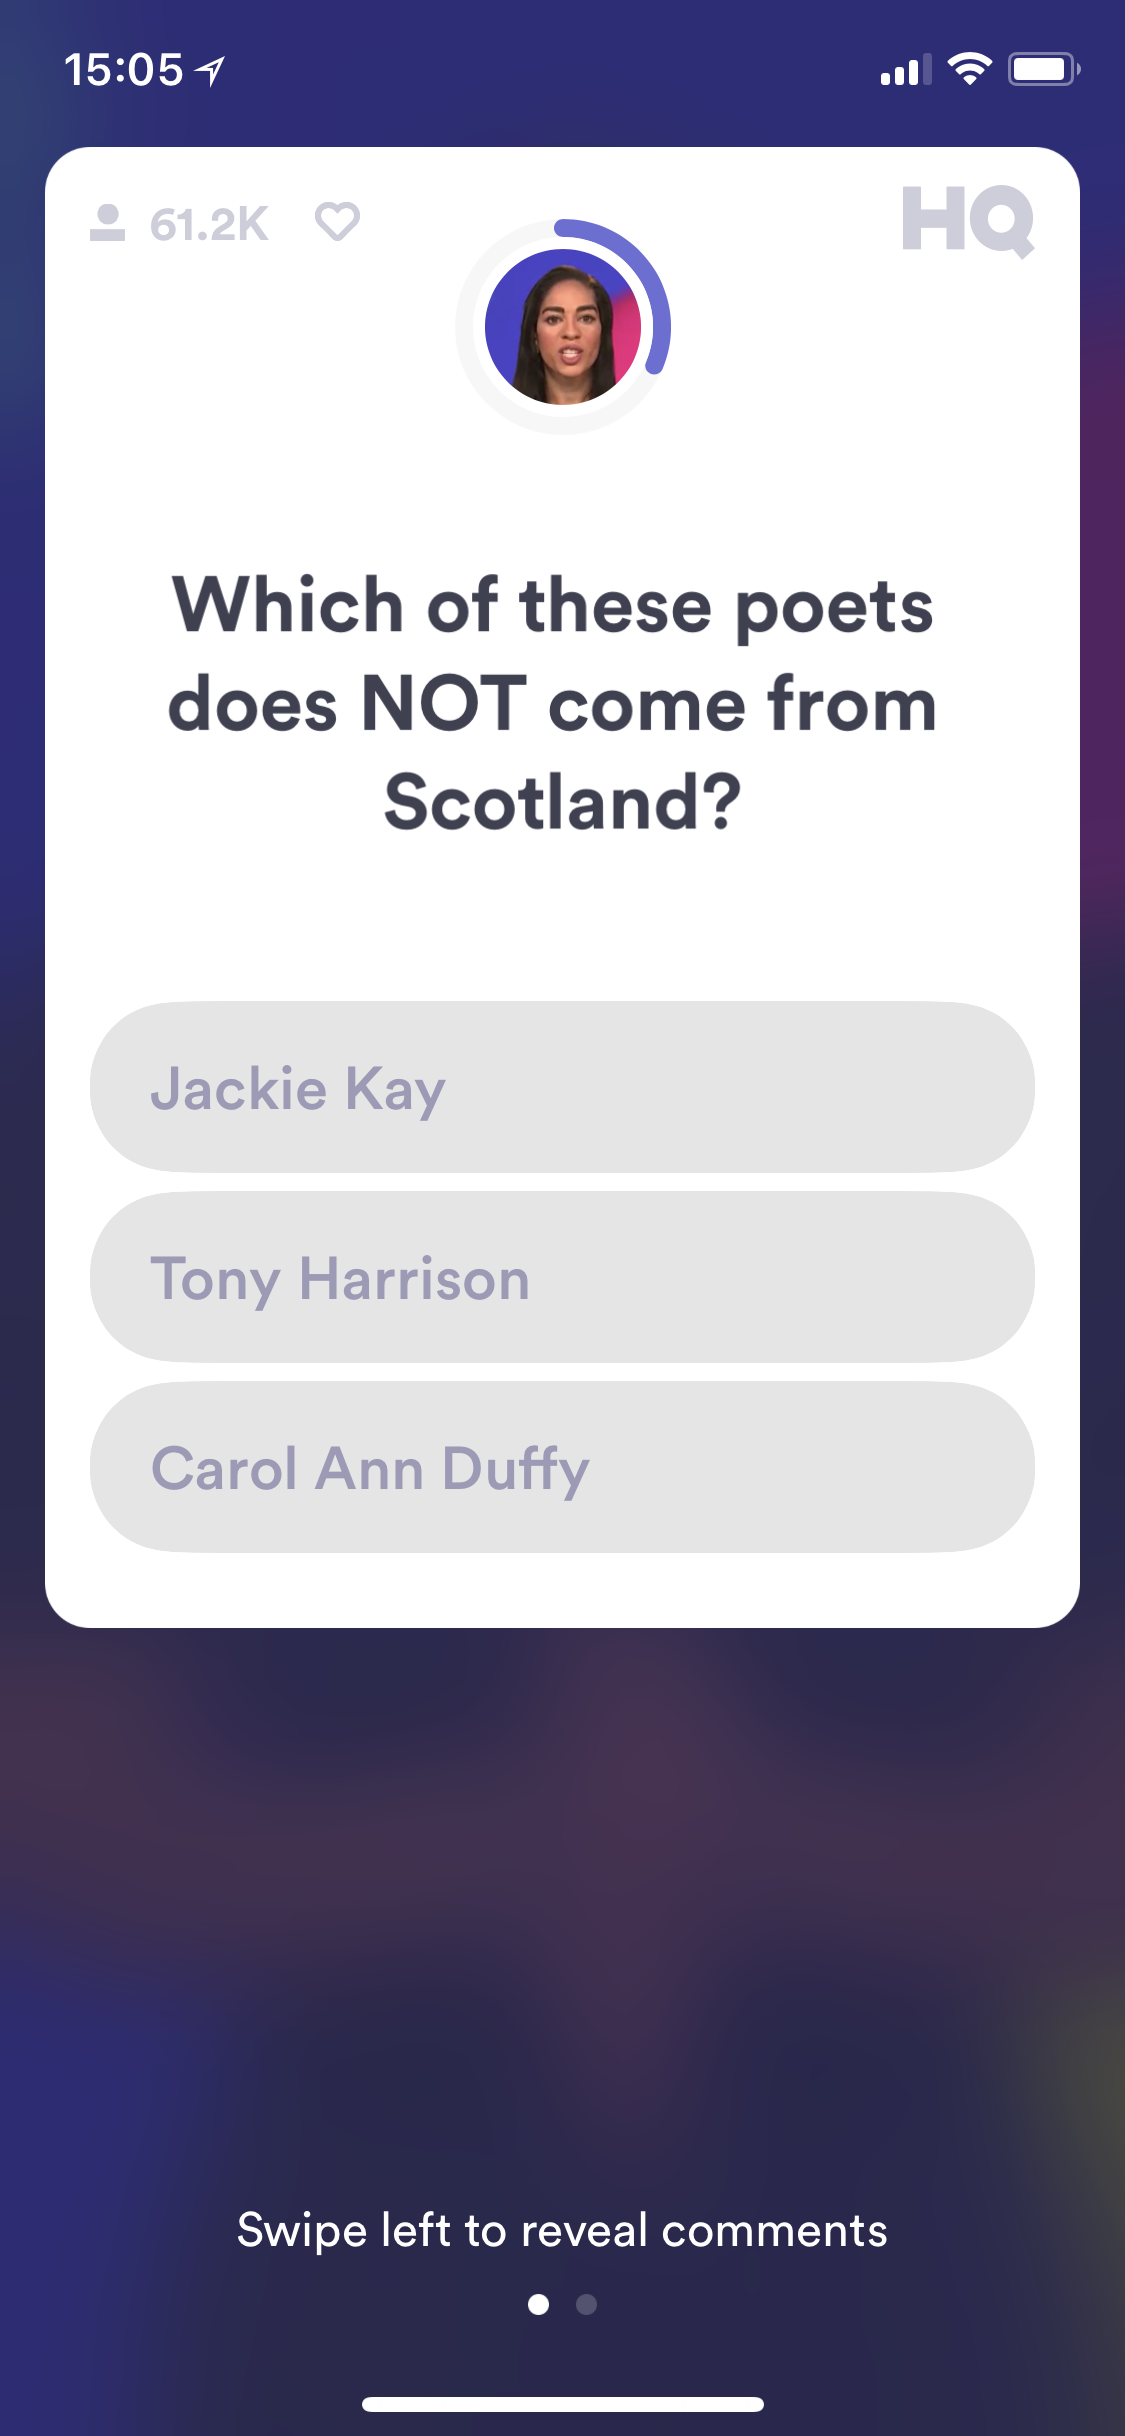 15:05
61.2K
HQ
Which of these poets
does NOT come from
Scotland?
Jackie Kay
Tony Harrison
Carol Ann Duffy
Swipe left to reveal comments